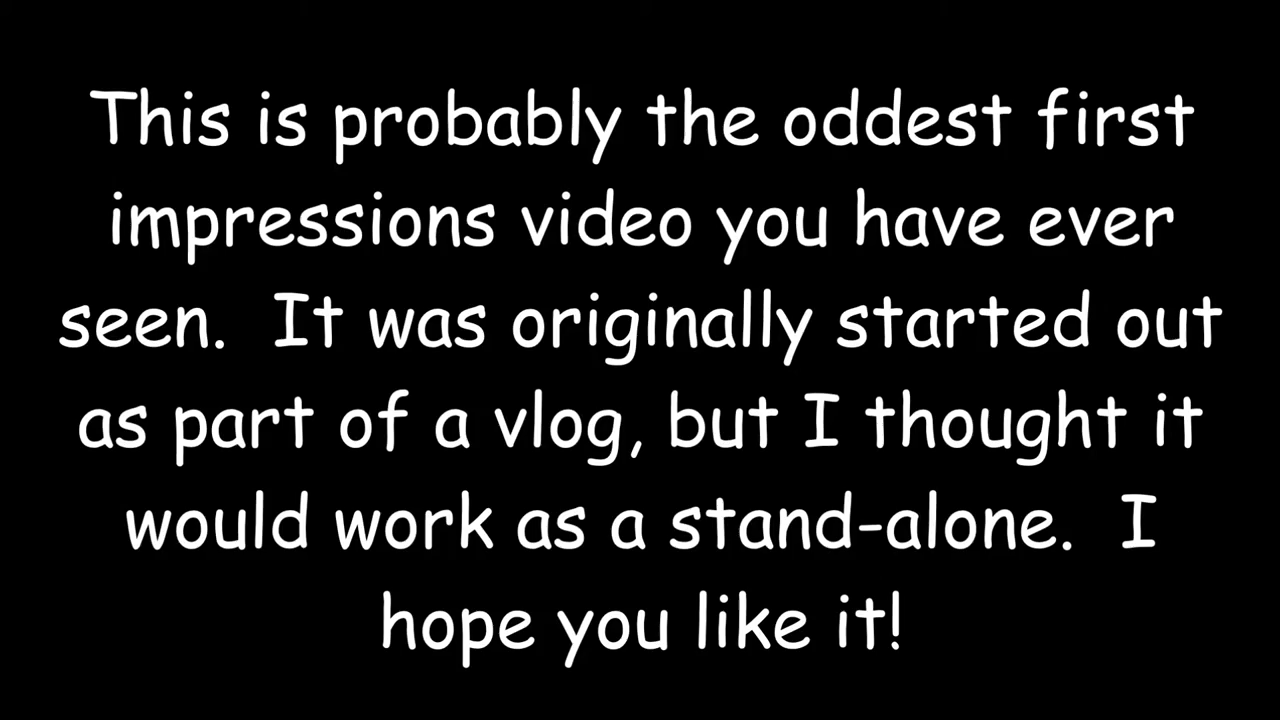 This is probably the oddest first
impressions video you have ever
seen.  It was originally started out
as part of a vlog, but I thought it
would work as a stand-alone.  I
hope you like it!